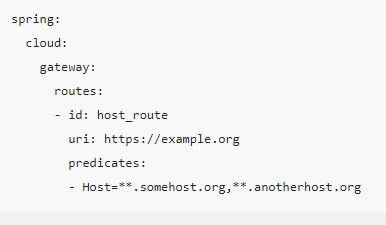 spring:
  cloud:
    gateway:
      routes:
      - id: host_route
        uri: https://example.org
        predicates:
        - Host=**.somehost.org,**.anotherhost.org